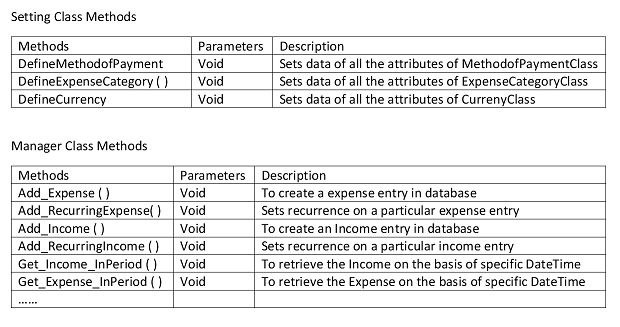 Setting Class Methods
Methods Parameters Description
DefineMethodofPayment Void Sets data of all the attributes of MethodofPaymentClass
DefineExpenseCategory ( ) Void Sets data of all the attributes of ExpenseCategoryClass
DefineCurrency Void Sets data of all the attributes of CurrenyClass
Manager Class Methods
Methods Parameters Description
Add_Expense ( ) Void To create a expense entry in database
Add_RecurringExpense( ) Void Sets recurrence on a particular expense entry
Add_Income ( ) Void To create an Income entry in database
Add_RecurringIncome ( ) Void Sets recurrence on a particular income entry
Get_Income_InPeriod ( ) Void To retrieve the Income on the basis of specific DateTime
Get_Expense_InPeriod ( ) Void To retrieve the Expense on the basis of specific DateTime
......